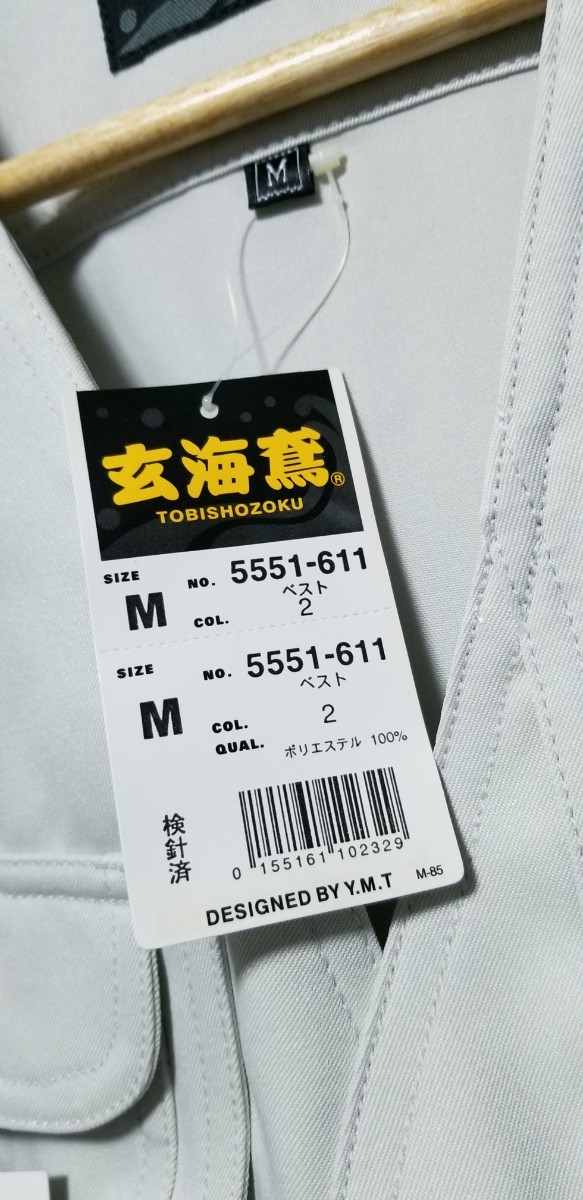 M
玄海鳶®
TOBISHOZOKU
SIZE M NO. 5551-611
ベスト
COL. 2
SIZE M NO. 5551-611
ベスト
COL. 2
QUAL. ポリエステル 100%
検針済
0 155161 102329
DESIGNED BY Y.M.T M-85